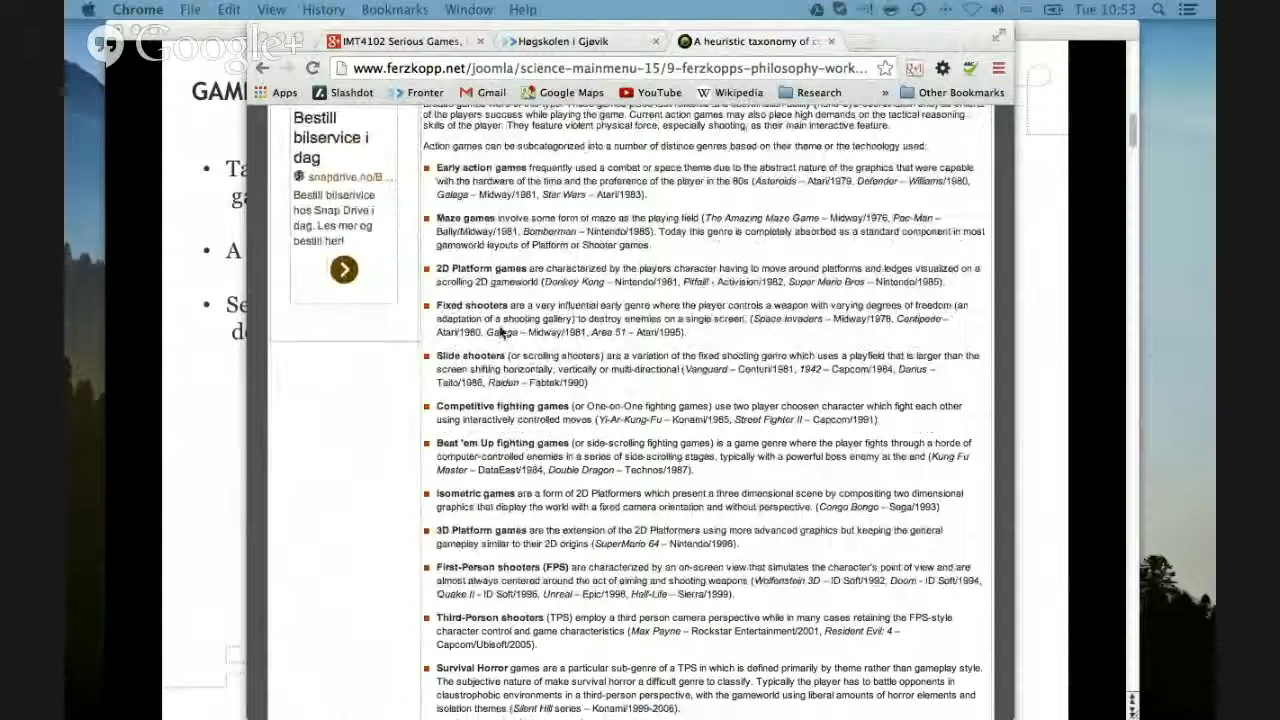 Chrome File Edit View History Bookmarks Window Help Tue 10:53
Google+
IMT4102 Serious Games, Høgskolen i Gjøvik A heuristic taxonomy of c
www.ferzkopp.net/joomla/science-mainmenu-15/9-ferzkopps-philosophy-work...
Apps Slashdot Fronter Gmail Google Maps YouTube Wikipedia Research » Other Bookmarks
GAM
• Ta
ga
• A
• Se
d
Bestill
bilservice i
dag
snapdrive.no/B...
Bestill bilservice
hos Snap Drive i
dag. Les mer og
bestill her!
of the players success while playing the game. Current action games may also place high demands on the tactical reasoning
skills of the player. They feature violent physical force, especially shooting, as their main interactive feature.
Action games can be subcategorized into a number of distince genres based on their theme or the technology used:
Early action games frequently used a combat or space theme due to the abstract nature of the graphics that were capable
with the hardware of the time and the preference of the player in the 80s (Asteroids – Atari/1979, Defender – Williams/1980,
Galaga – Midway/1981, Star Wars – Atari/1983).
Maze games involve some form of maze as the playing field (The Amazing Maze Game – Midway/1976, Pac-Man –
Bally/Midway/1981, Bomberman – Nintendo/1985). Today this genre is completely absorbed as a standard component in most
gameworld layouts of Platform or Shooter games.
2D Platform games are characterized by the players character having to move around platforms and ledges visualized on a
scrolling 2D gameworld (Donkey Kong – Nintendo/1981, Pitfall! - Activision/1982, Super Mario Bros – Nintendo/1985).
Fixed shooters are a very influential early genre where the player controls a weapon with varying degrees of freedom (an
adaptation of a shooting gallery) to destroy enemies on a single screen. (Space Invaders – Midway/1978, Centipede –
Atari/1980, Galaga – Midway/1981, Area 51 – Atari/1995).
Slide shooters (or scrolling shooters) are a variation of the fixed shooting genre which uses a playfield that is larger than the
screen shifting horizontally, vertically or multi-directional (Vanguard – Centuri/1981, 1942 – Capcom/1984, Darius –
Taito/1986, Raiden – Fabtek/1990)
Competitive fighting games (or One-on-One fighting games) use two player choosen character which fight each other
using interactively controlled moves (Yi-Ar-Kung-Fu – Konami/1985, Street Fighter II – Capcom/1991).
Beat 'em Up fighting games (or side-scrolling fighting games) is a game genre where the player fights through a horde of
computer-controlled enemies in a series of side-scrolling stages, typically with a powerful boss enemy at the end (Kung Fu
Master – DataEast/1984, Double Dragon – Technos/1987).
Isometric games are a form of 2D Platformers which present a three dimensional scene by compositing two dimensional
graphics that display the world with a fixed camera orientation and without perspective. (Congo Bongo – Sega/1993)
3D Platform games are the extension of the 2D Platformers using more advanced graphics but keeping the general
gameplay similar to their 2D origins (SuperMario 64 – Nintendo/1996).
First-Person shooters (FPS) are characterized by an on-screen view that simulates the character's point of view and are
almost always centered around the act of aiming and shooting weapons (Wolfenstein 3D – ID Soft/1992, Doom - ID Soft/1994,
Quake II - ID Soft/1996, Unreal – Epic/1998, Half-Life – Sierra/1999).
Third-Person shooters (TPS) employ a third person camera perspective while in many cases retaining the FPS-style
character control and game characteristics (Max Payne – Rockstar Entertainment/2001, Resident Evil: 4 –
Capcom/Ubisoft/2005).
Survival Horror games are a particular sub-genre of a TPS in which is defined primarily by theme rather than gameplay style.
The subjective nature of make survival horror a difficult genre to classify. Typically the player has to battle opponents in
claustrophobic environments in a third-person perspective, with the gameworld using liberal amounts of horror elements and
isolation themes (Silent Hill series – Konami/1999-2006).